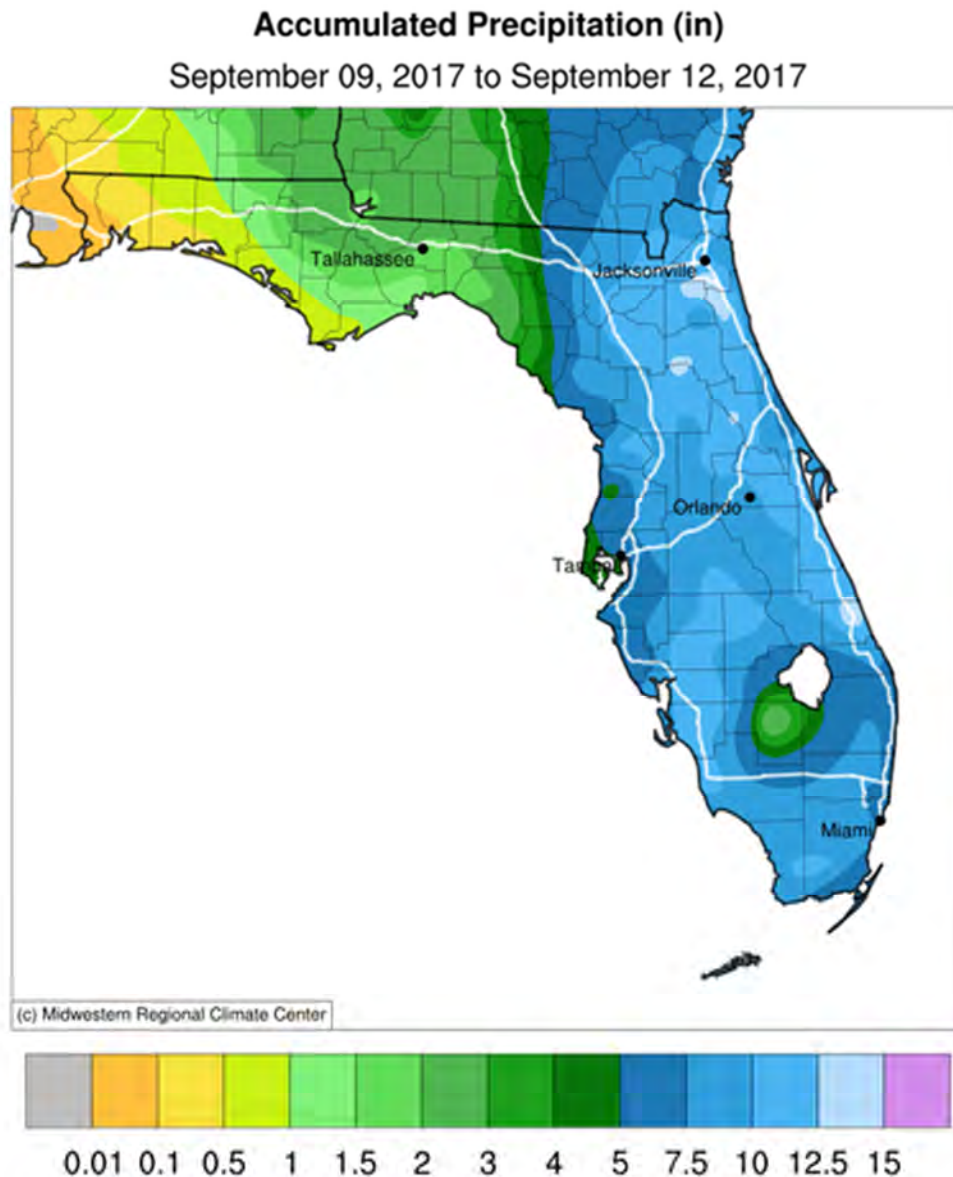 Accumulated Precipitation (in)
September 09, 2017 to September 12, 2017
Tallahassee
Jacksonville
Orlando
Tampa
Miami
(c) Midwestern Regional Climate Center
0.01 0.1 0.5 1 1.5 2 3 4 5 7.5 10 12.5 15